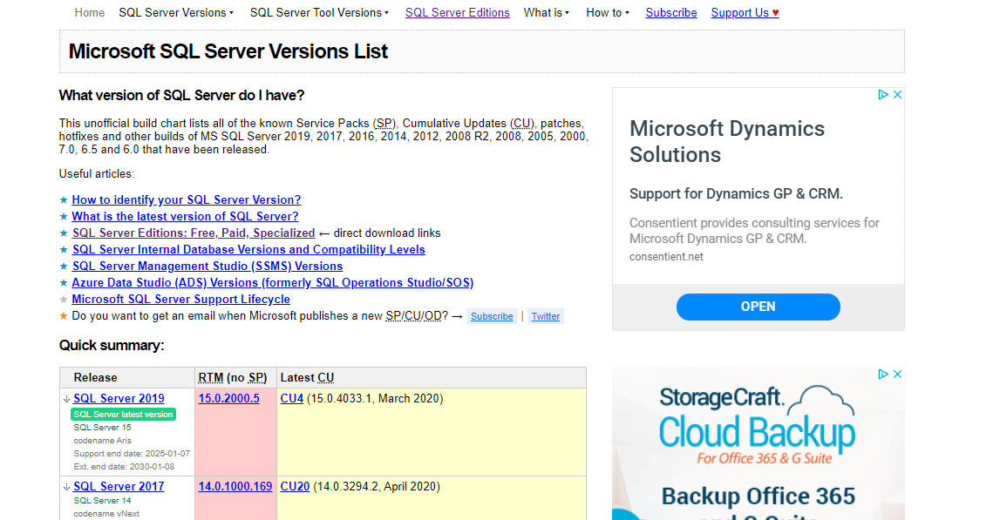 Home SQL Server Versions SQL Server Tool Versions SQL Server Editions What is How to Subscribe Support Us ♥
Microsoft SQL Server Versions List
What version of SQL Server do I have?
This unofficial build chart lists all of the known Service Packs (SP), Cumulative Updates (CU), patches,
hotfixes and other builds of MS SQL Server 2019, 2017, 2016, 2014, 2012, 2008 R2, 2008, 2005, 2000,
7.0, 6.5 and 6.0 that have been released.
Useful articles:
★ How to identify your SQL Server Version?
★ What is the latest version of SQL Server?
★ SQL Server Editions: Free, Paid, Specialized ← direct download links
★ SQL Server Internal Database Versions and Compatibility Levels
★ SQL Server Management Studio (SSMS) Versions
★ Azure Data Studio (ADS) Versions (formerly SQL Operations Studio/SOS)
★ Microsoft SQL Server Support Lifecycle
★ Do you want to get an email when Microsoft publishes a new SP/CU/OD? → Subscribe | Twitter
Quick summary:
Release RTM (no SP) Latest CU
↓ SQL Server 2019 15.0.2000.5 CU4 (15.0.4033.1, March 2020)
SQL Server latest version
SQL Server 15
codename Aris
Support end date: 2025-01-07
Ext. end date: 2030-01-08
↓ SQL Server 2017 14.0.1000.169 CU20 (14.0.3294.2, April 2020)
SQL Server 14
codename vNext
Microsoft Dynamics
Solutions
Support for Dynamics GP & CRM.
Consentient provides consulting services for
Microsoft Dynamics GP & CRM.
consentient.net
OPEN
StorageCraft.
Cloud Backup
For Office 365 & G Suite
Backup Office 365
and G Suite